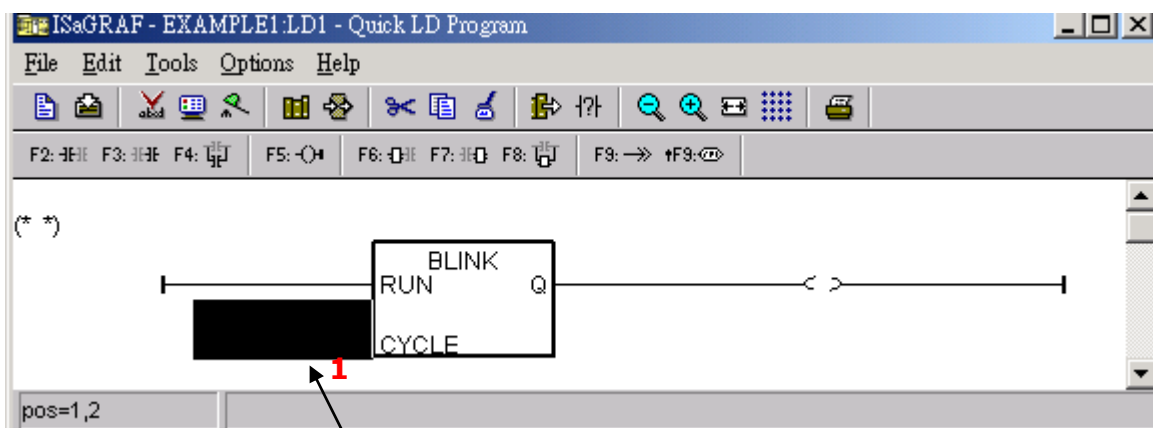 ISaGRAF - EXAMPLE1:LD1 - Quick LD Program
File Edit Tools Options Help
F2: F3: F4: F5: F6: F7: F8: F9: ↑F9:
(* *)
BLINK
RUN Q
CYCLE
1
pos=1,2